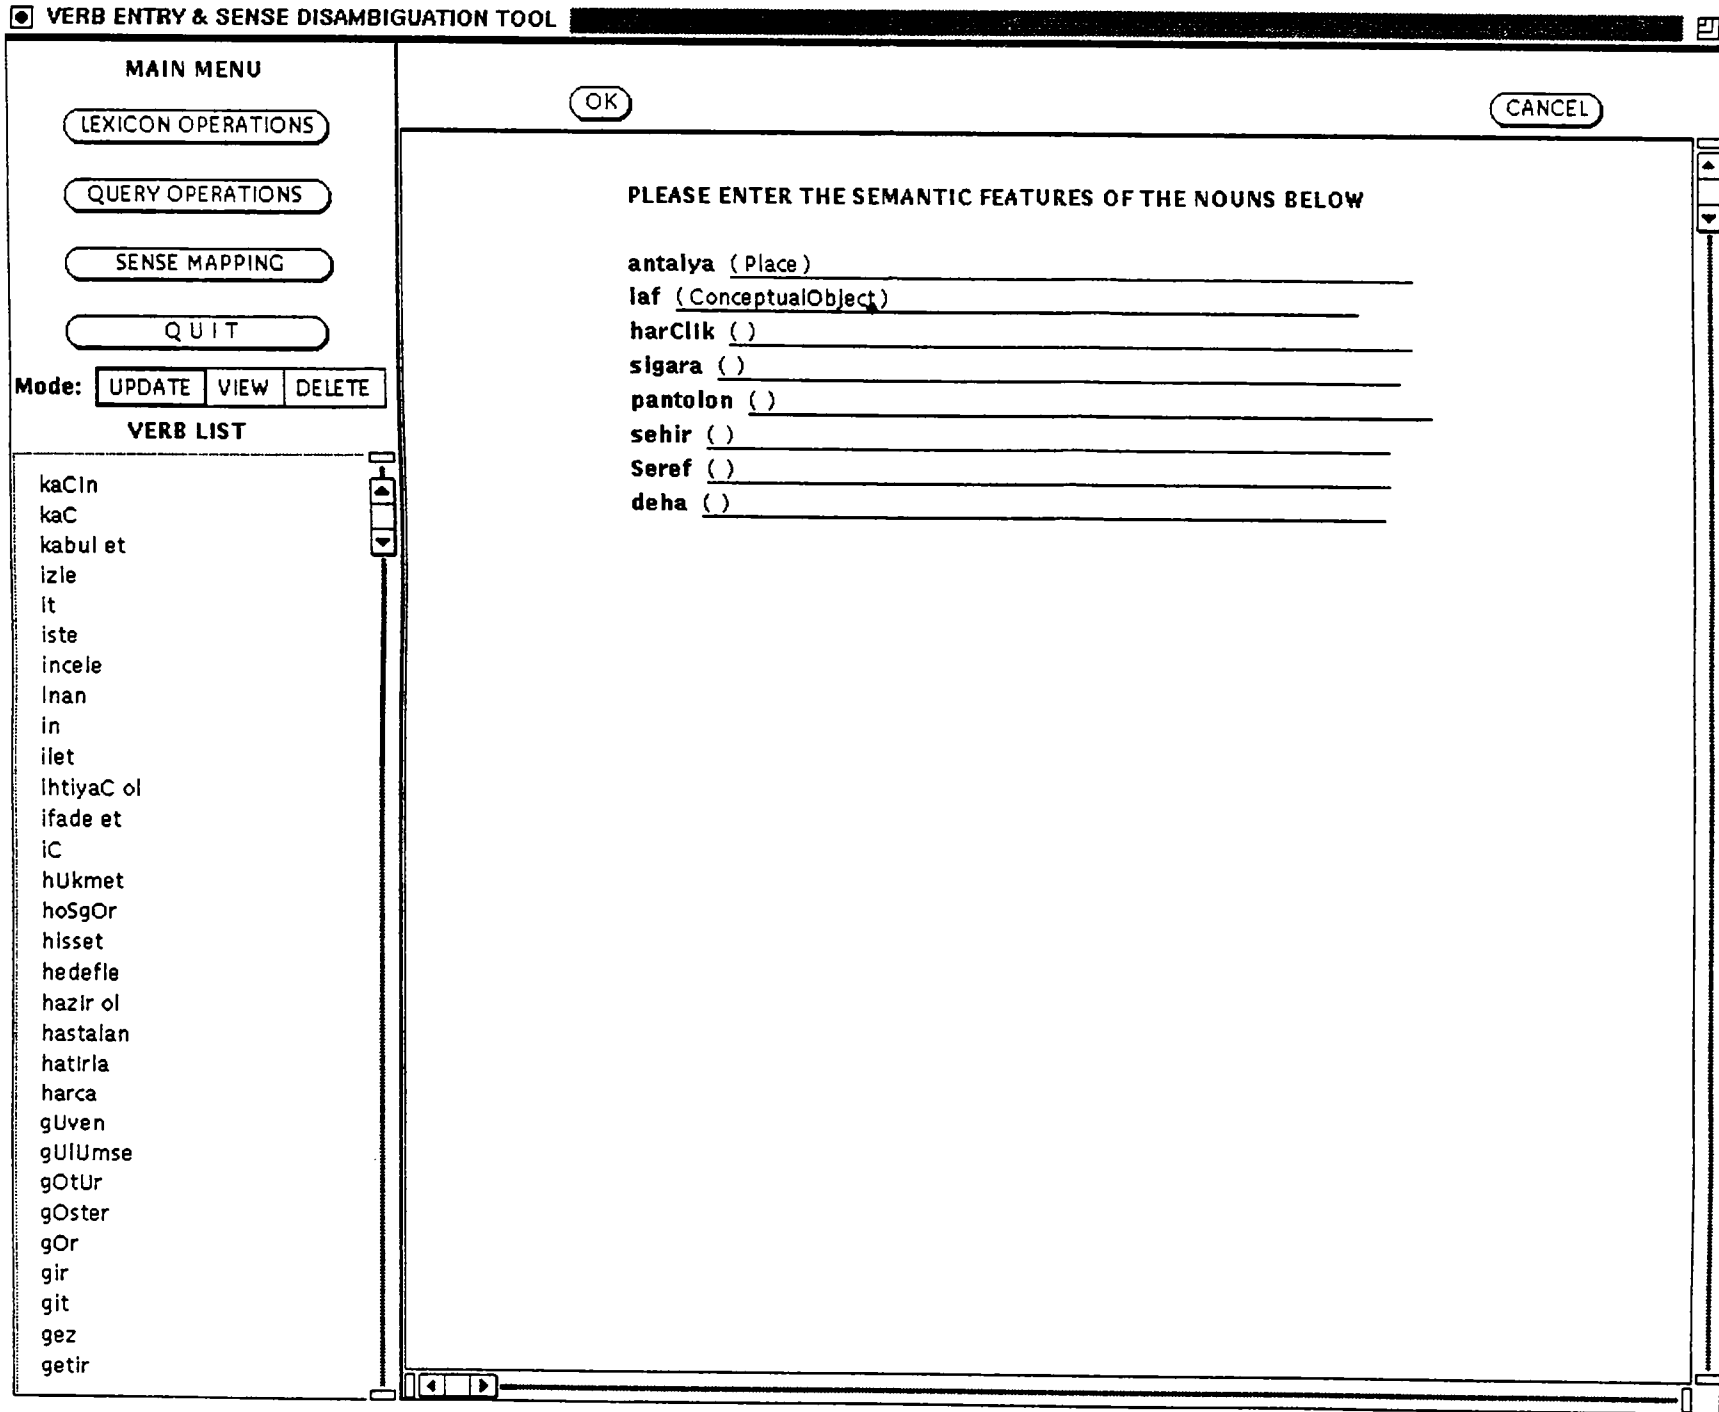 VERB ENTRY & SENSE DISAMBIGUATION TOOL
MAIN MENU
LEXICON OPERATIONS
QUERY OPERATIONS
SENSE MAPPING
QUIT
Mode: UPDATE VIEW DELETE
VERB LIST
kaCIn
kaC
kabul et
izle
it
iste
incele
inan
in
ilet
ihtiyaC ol
ifade et
iC
hUkmet
hoSgOr
hisset
hedefle
hazIr ol
hastalan
hatIrla
harca
gUven
gUlUmse
gOtUr
gOster
gOr
gir
git
gez
getir
OK
CANCEL
PLEASE ENTER THE SEMANTIC FEATURES OF THE NOUNS BELOW
antalya ( Place )
laf ( ConceptualObject )
harClik ( )
sigara ( )
pantolon ( )
sehir ( )
Seref ( )
deha ( )